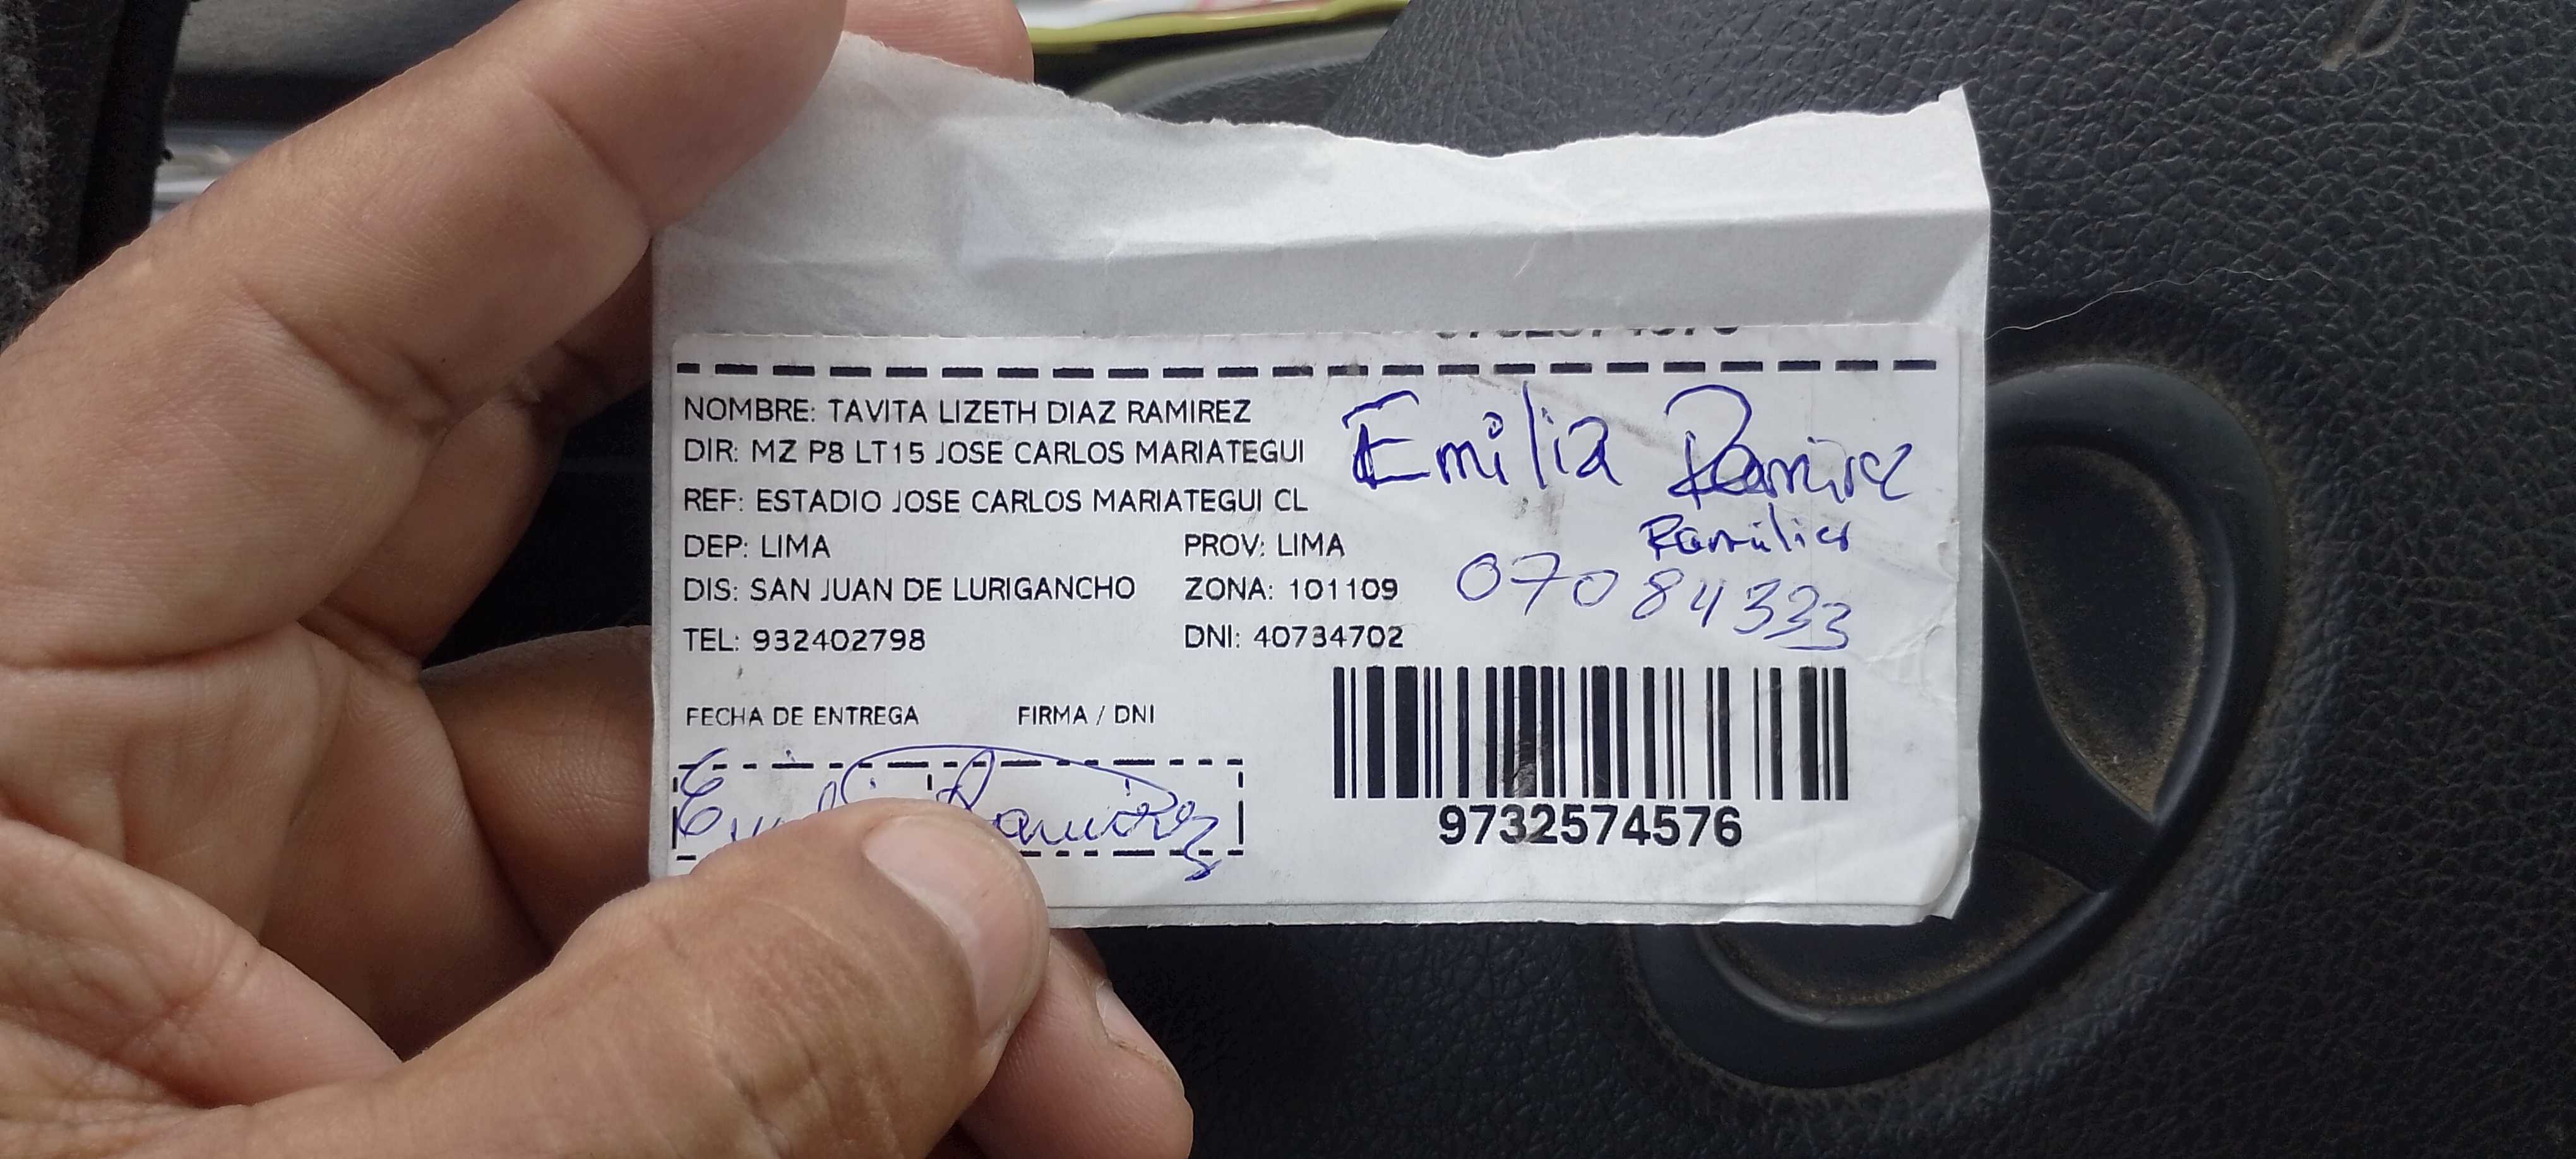 NOMBRE: TAVITA LIZETH DIAZ RAMIREZ
DIR: MZ P8 LT15 JOSE CARLOS MARIATEGUI
REF: ESTADIO JOSE CARLOS MARIATEGUI CL
DEP: LIMA PROV: LIMA
DIS: SAN JUAN DE LURIGANCHO ZONA: 101109
TEL: 932402798 DNI: 40734702
Emilia Ramirez
07084333
FECHA DE ENTREGA FIRMA / DNI
Ramirez
9732574576